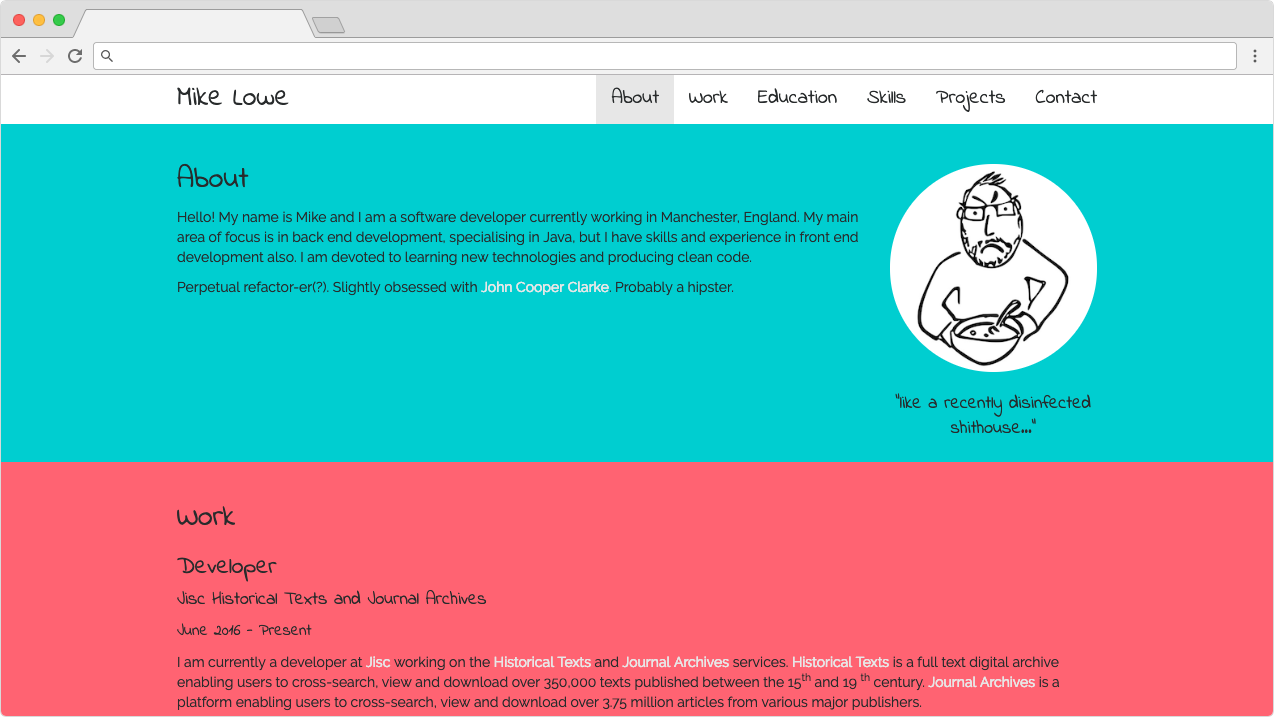 Mike Lowe
About Work Education Skills Projects Contact
About
Hello! My name is Mike and I am a software developer currently working in Manchester, England. My main
area of focus is in back end development, specialising in Java, but I have skills and experience in front end
development also. I am devoted to learning new technologies and producing clean code.
Perpetual refactor-er(?). Slightly obsessed with John Cooper Clarke. Probably a hipster.
"like a recently disinfected
shithouse..."
Work
Developer
Jisc Historical Texts and Journal Archives
June 2016 - Present
I am currently a developer at Jisc working on the Historical Texts and Journal Archives services. Historical Texts is a full text digital archive
enabling users to cross-search, view and download over 350,000 texts published between the 15th and 19 th century. Journal Archives is a
platform enabling users to cross-search, view and download over 3.75 million articles from various major publishers.